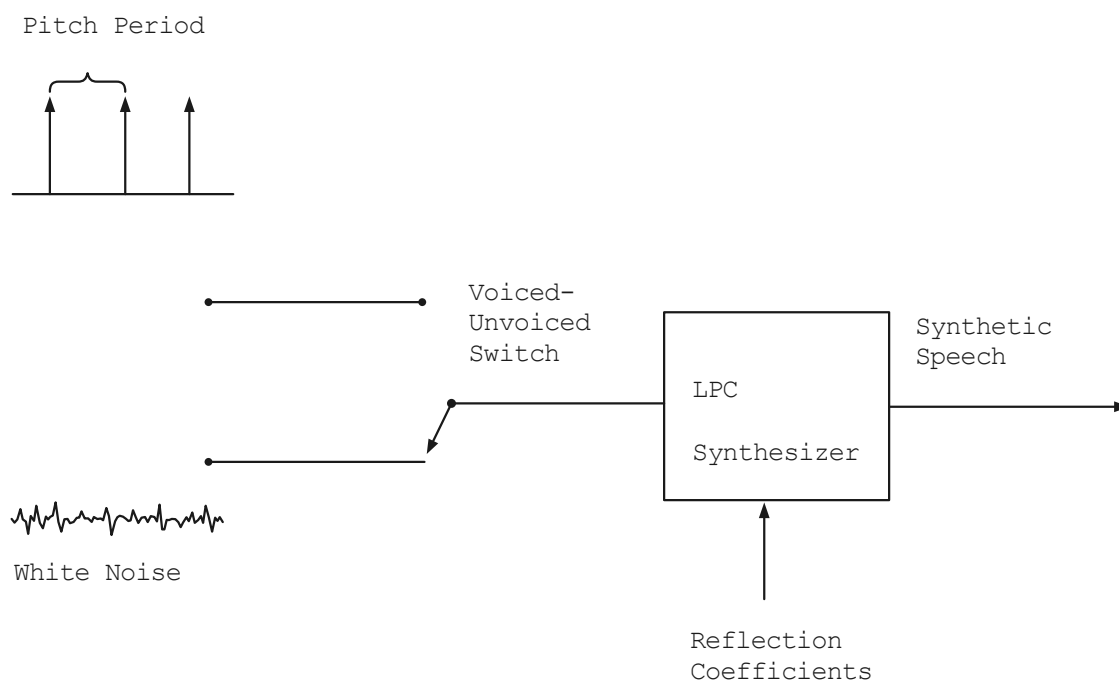 Pitch Period
Voiced-
Unvoiced
Switch
Synthetic
Speech
LPC
Synthesizer
White Noise
Reflection
Coefficients